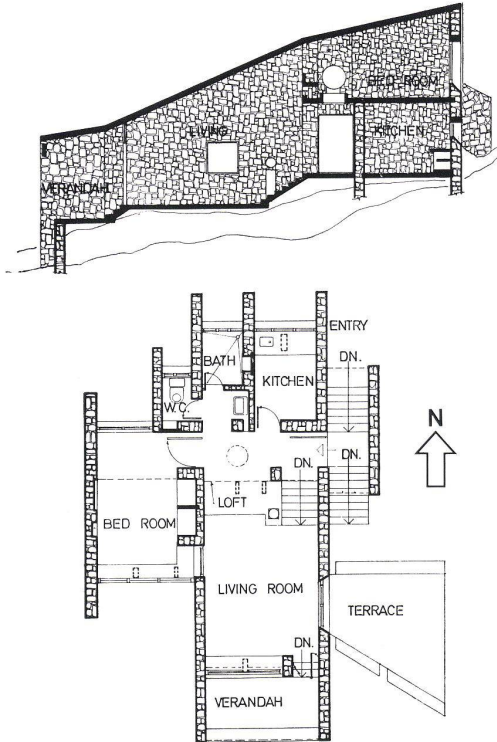 BED ROOM
LIVING
KITCHEN
VERANDAH
ENTRY
BATH
DN.
KITCHEN
W.C.
N
DN.
DN.
LOFT
BED ROOM
LIVING ROOM
TERRACE
DN.
VERANDAH